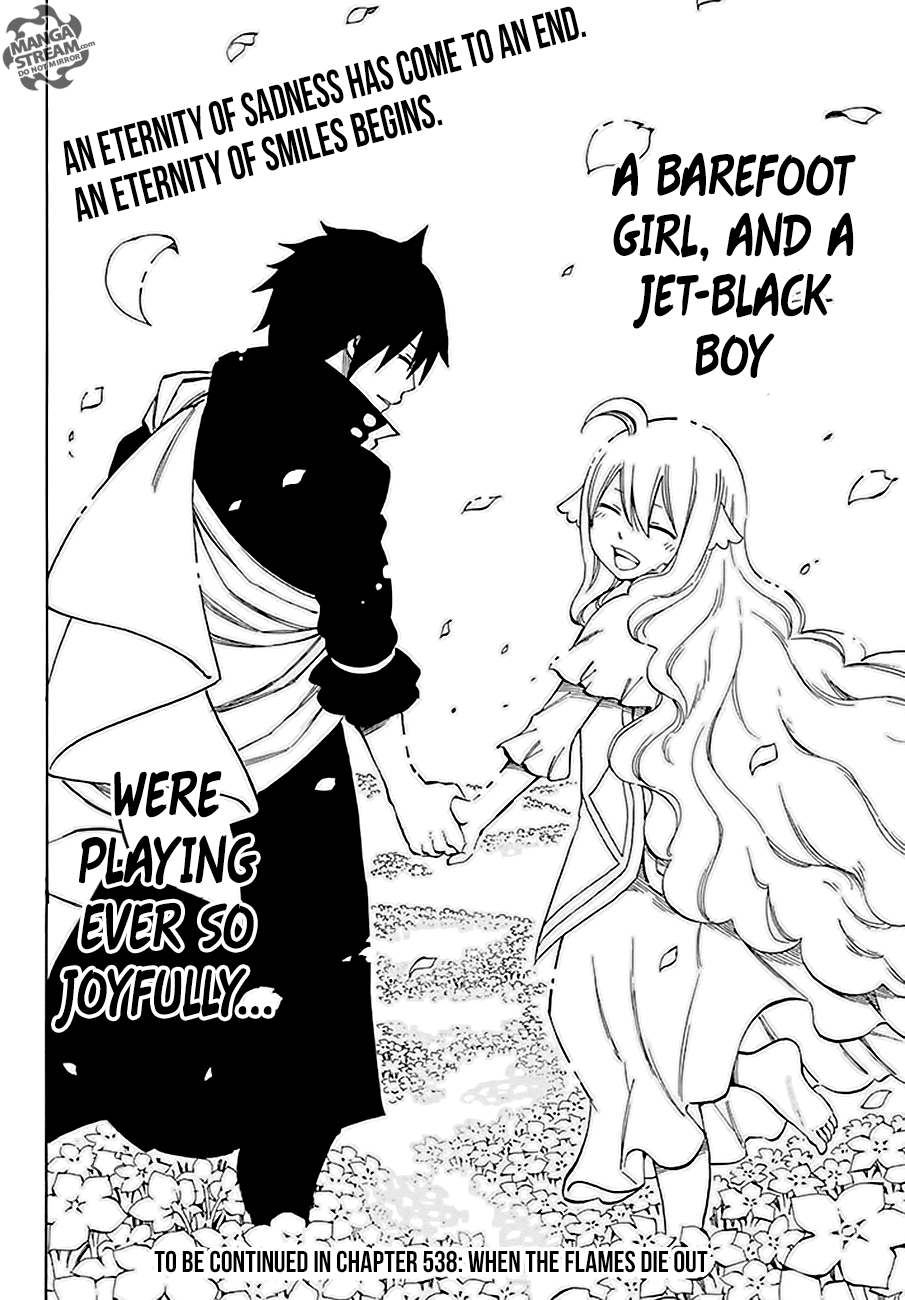 MANGA
STREAM.com
DO NOT MIRROR
AN ETERNITY OF SADNESS HAS COME TO AN END.
AN ETERNITY OF SMILES BEGINS.
A BAREFOOT
GIRL, AND A
JET-BLACK
BOY
WERE
PLAYING
EVER SO
JOYFULLY...
TO BE CONTINUED IN CHAPTER 538: WHEN THE FLAMES DIE OUT